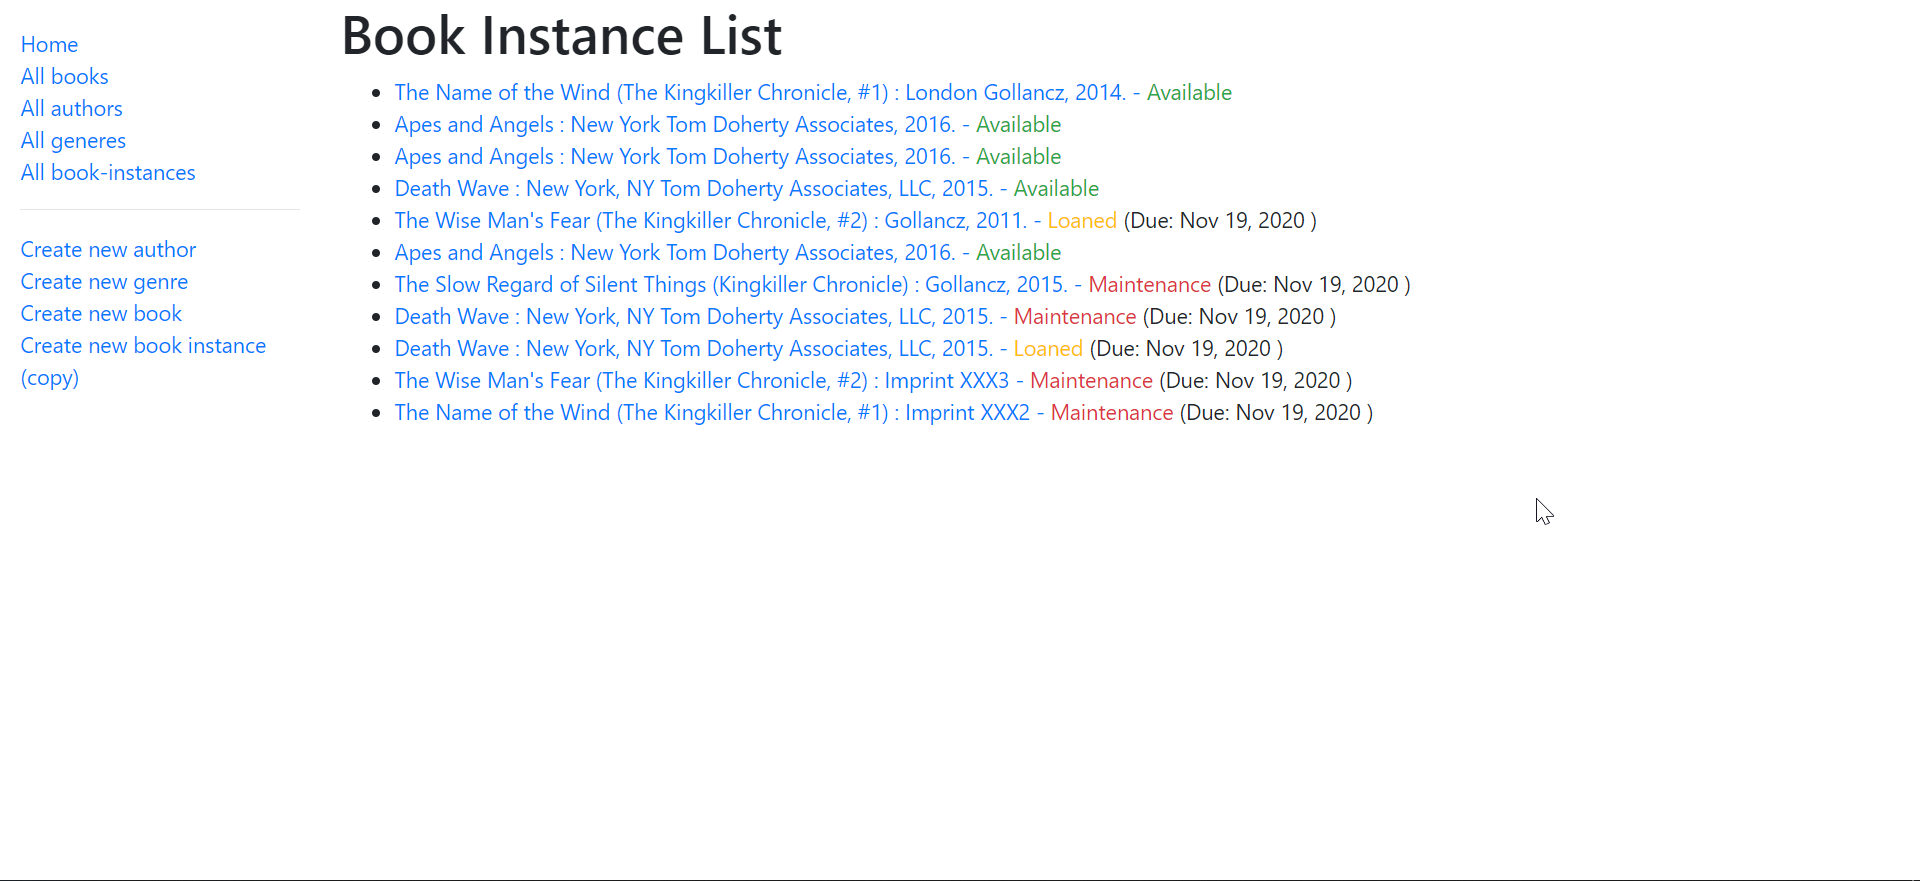 Home
All books
All authors
All generes
All book-instances
Create new author
Create new genre
Create new book
Create new book instance
(copy)
Book Instance List
The Name of the Wind (The Kingkiller Chronicle, #1) : London Gollancz, 2014. - Available
Apes and Angels : New York Tom Doherty Associates, 2016. - Available
Apes and Angels : New York Tom Doherty Associates, 2016. - Available
Death Wave : New York, NY Tom Doherty Associates, LLC, 2015. - Available
The Wise Man's Fear (The Kingkiller Chronicle, #2) : Gollancz, 2011. - Loaned (Due: Nov 19, 2020 )
Apes and Angels : New York Tom Doherty Associates, 2016. - Available
The Slow Regard of Silent Things (Kingkiller Chronicle) : Gollancz, 2015. - Maintenance (Due: Nov 19, 2020 )
Death Wave : New York, NY Tom Doherty Associates, LLC, 2015. - Maintenance (Due: Nov 19, 2020 )
Death Wave : New York, NY Tom Doherty Associates, LLC, 2015. - Loaned (Due: Nov 19, 2020 )
The Wise Man's Fear (The Kingkiller Chronicle, #2) : Imprint XXX3 - Maintenance (Due: Nov 19, 2020 )
The Name of the Wind (The Kingkiller Chronicle, #1) : Imprint XXX2 - Maintenance (Due: Nov 19, 2020 )